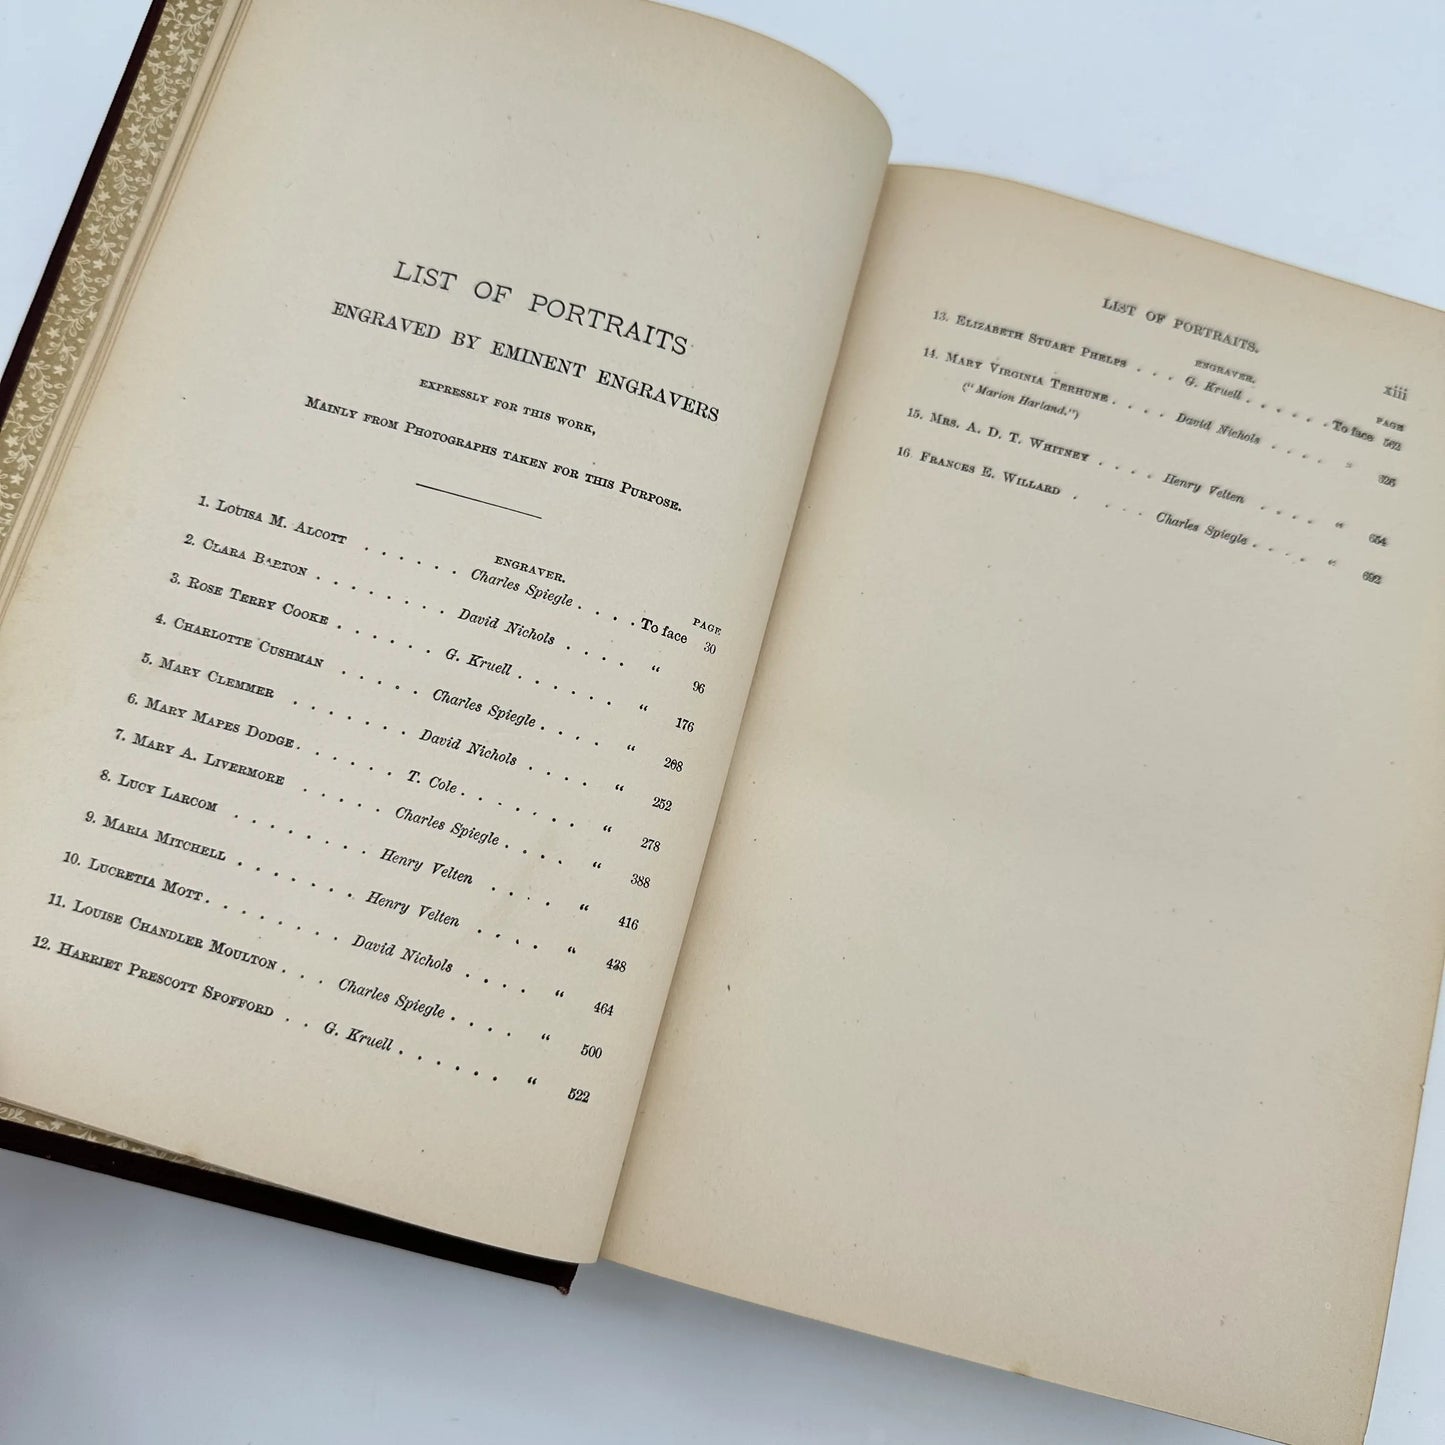 LIST OF PORTRAITS
ENGRAVED BY EMINENT ENGRAVERS
EXPRESSLY FOR THIS WORK,
MAINLY FROM PHOTOGRAPHS TAKEN FOR THIS PURPOSE.
ENGRAVER. PAGE
1. LOUISA M. ALCOTT . . . . . . Charles Spiegle . . . . To face 30
2. CLARA BARTON . . . . . . . . David Nichols . . . . “ 96
3. ROSE TERRY COOKE . . . . . . G. Kruell . . . . . . “ 176
4. CHARLOTTE CUSHMAN . . . . . Charles Spiegle . . . . “ 208
5. MARY CLEMMER . . . . . . . David Nichols . . . . “ 252
6. MARY MAPES DODGE . . . . . . T. Cole . . . . . . . “ 278
7. MARY A. LIVERMORE . . . . . Charles Spiegle . . . . “ 388
8. LUCY LARCOM . . . . . . . . Henry Velten . . . . “ 416
9. MARIA MITCHELL . . . . . . . Henry Velten . . . . “ 438
10. LUCRETIA MOTT . . . . . . . . David Nichols . . . . “ 464
11. LOUISE CHANDLER MOULTON . . . Charles Spiegle . . . . “ 500
12. HARRIET PRESCOTT SPOFFORD . . G. Kruell . . . . . . “ 522
LIST OF PORTRAITS. xiii
ENGRAVER. PAGE
13. ELIZABETH STUART PHELPS . . . G. Kruell . . . . . . To face 562
14. MARY VIRGINIA TERHUNE . . . . David Nichols . . . . “
(“Marion Harland.”)
15. MRS. A. D. T. WHITNEY . . . . Henry Velten . . . . “ 654
16. FRANCES E. WILLARD . . . . Charles Spiegle . . . . “ 692